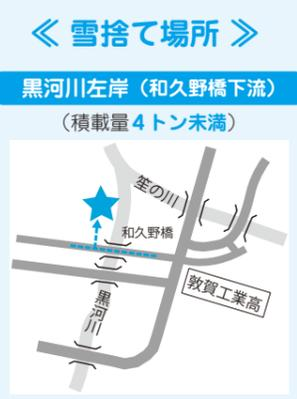 ≪ 雪捨て場所 ≫
黒河川左岸（和久野橋下流）
（積載量４トン未満）
笙の川
和久野橋
敦賀工業高
黒河川